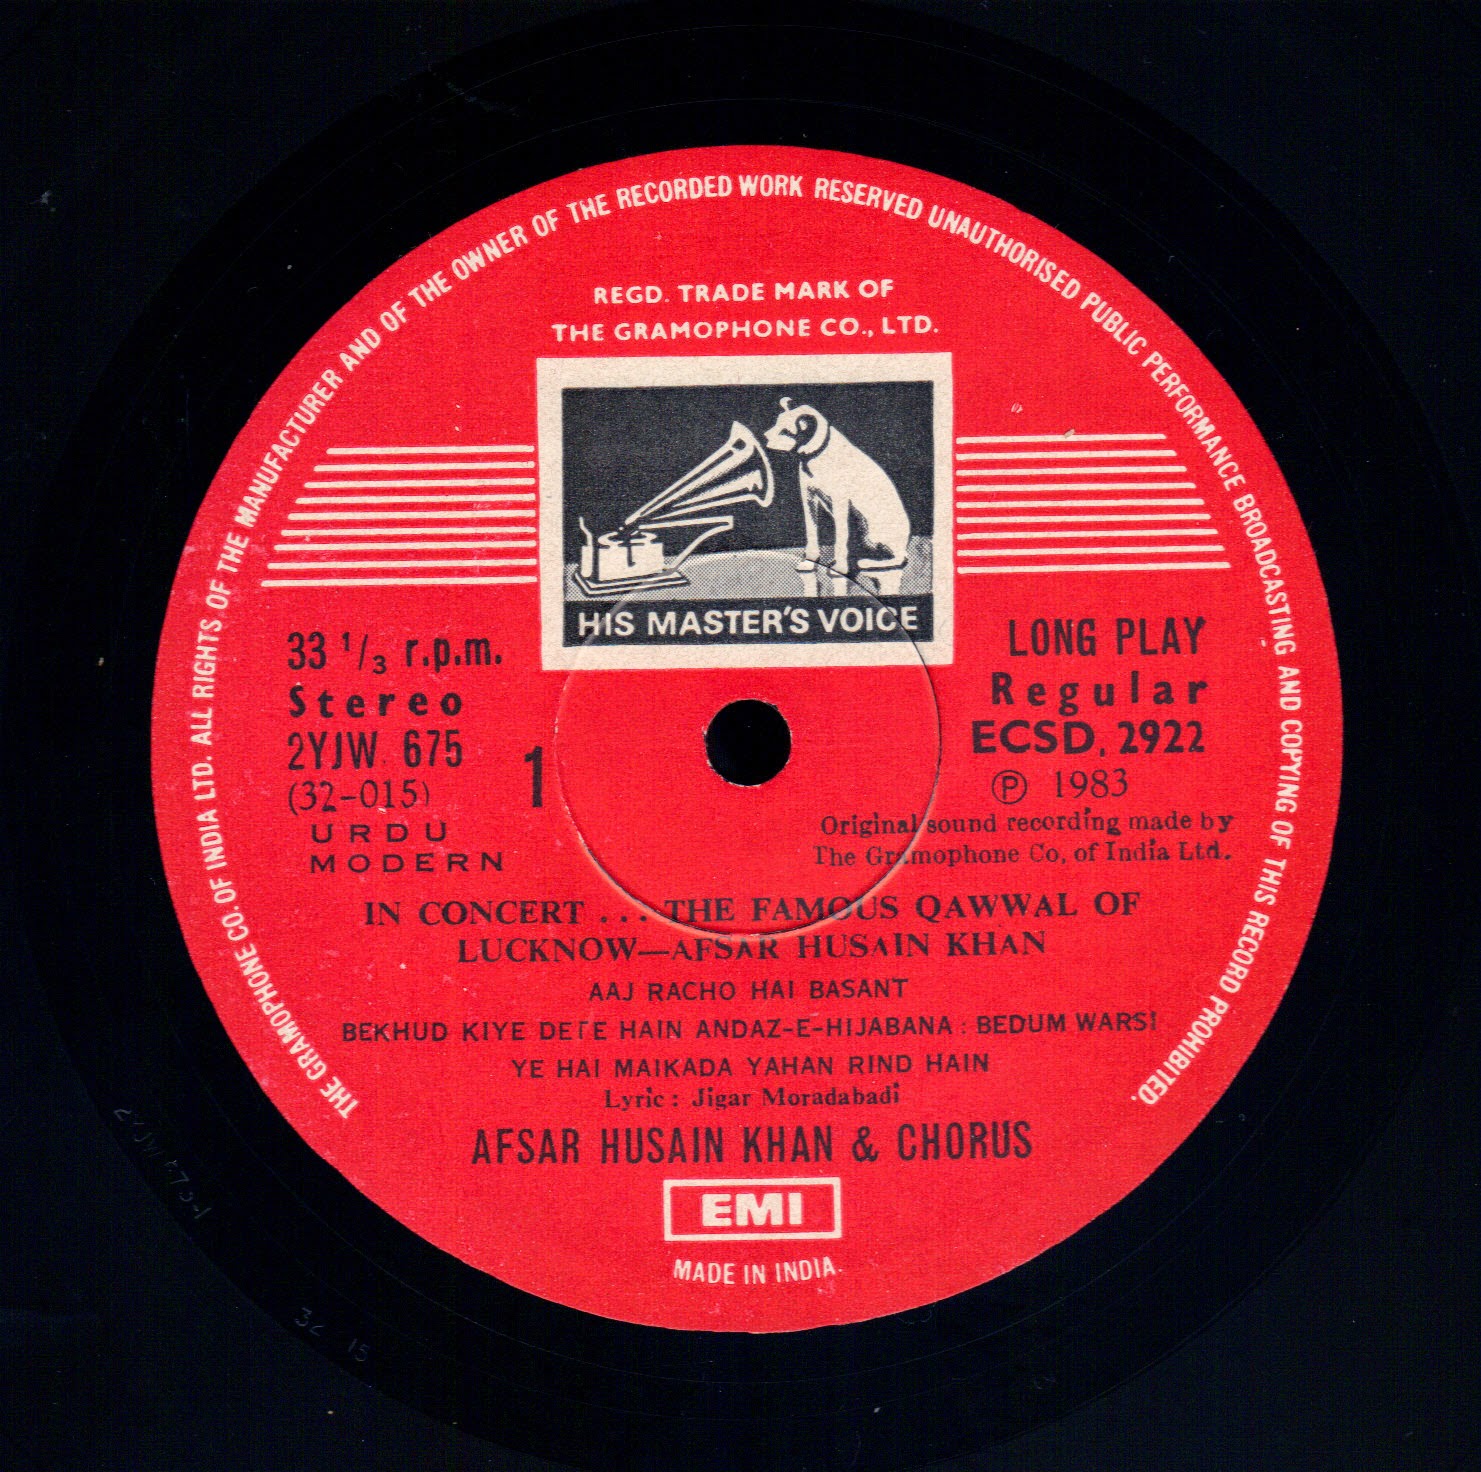 THE GRAMOPHONE CO. OF INDIA LTD. ALL RIGHTS OF THE MANUFACTURER AND OF THE OWNER OF THE RECORDED WORK RESERVED UNAUTHORISED PUBLIC PERFORMANCE BROADCASTING AND COPYING OF THIS RECORD PROHIBITED.
REGD. TRADE MARK OF
THE GRAMOPHONE CO., LTD.
HIS MASTER'S VOICE
33 1/3 r.p.m.
Stereo
2YJW. 675
(32-015)
URDU
MODERN
1
LONG PLAY
Regular
ECSD. 2922
Ⓟ 1983
Original sound recording made by
The Gramophone Co. of India Ltd.
IN CONCERT ... THE FAMOUS QAWWAL OF
LUCKNOW—AFSAR HUSAIN KHAN
AAJ RACHO HAI BASANT
BEKHUD KIYE DETE HAIN ANDAZ-E-HIJABANA : BEDUM WARSI
YE HAI MAIKADA YAHAN RIND HAIN
Lyric : Jigar Moradabadi
AFSAR HUSAIN KHAN & CHORUS
EMI
MADE IN INDIA.